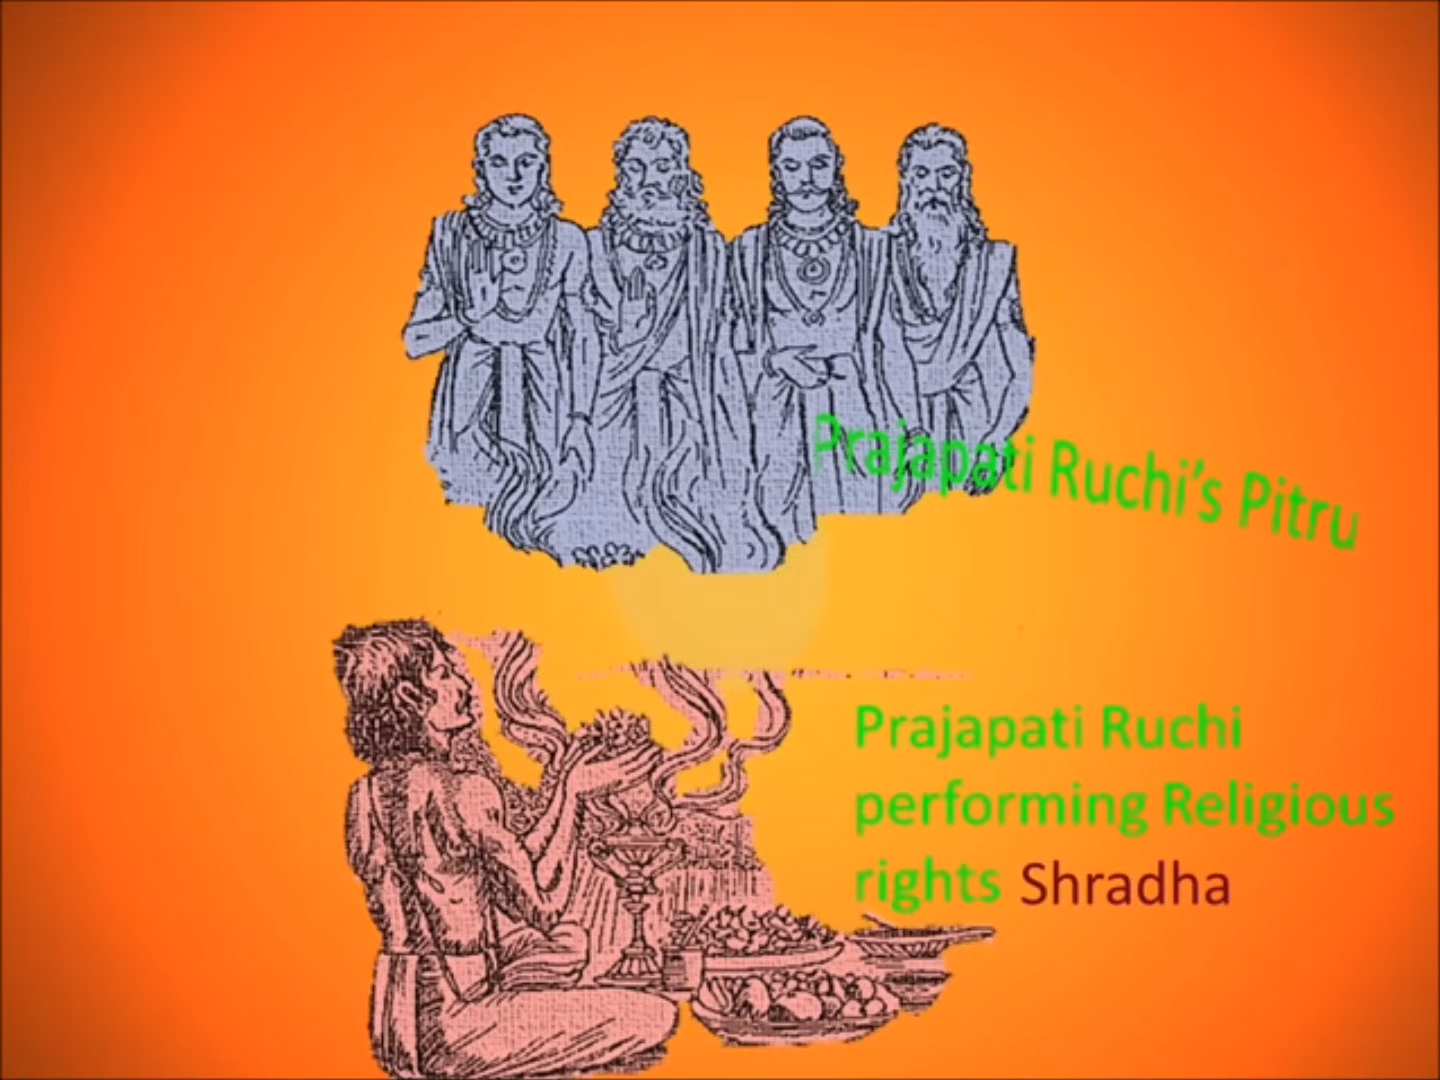 Prajapati Ruchi's Pitru
Prajapati Ruchi
performing Religious
rights Shradha